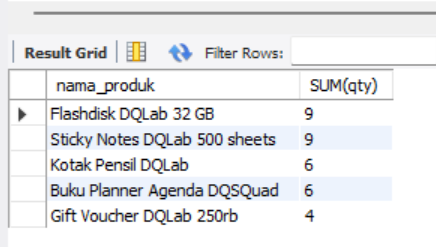 Result Grid Filter Rows:
nama_produk SUM(qty)
Flashdisk DQLab 32 GB 9
Sticky Notes DQLab 500 sheets 9
Kotak Pensil DQLab 6
Buku Planner Agenda DQSQuad 6
Gift Voucher DQLab 250rb 4